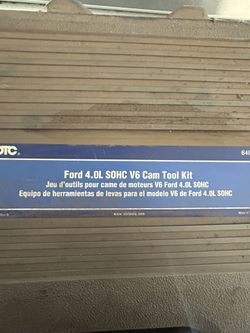 OTC®
Ford 4.0L SOHC V6 Cam Tool Kit
Jeu d'outils pour came de moteurs V6 Ford 4.0L SOHC
Equipo de herramientas de levas para el modelo V6 de Ford 4.0L SOHC